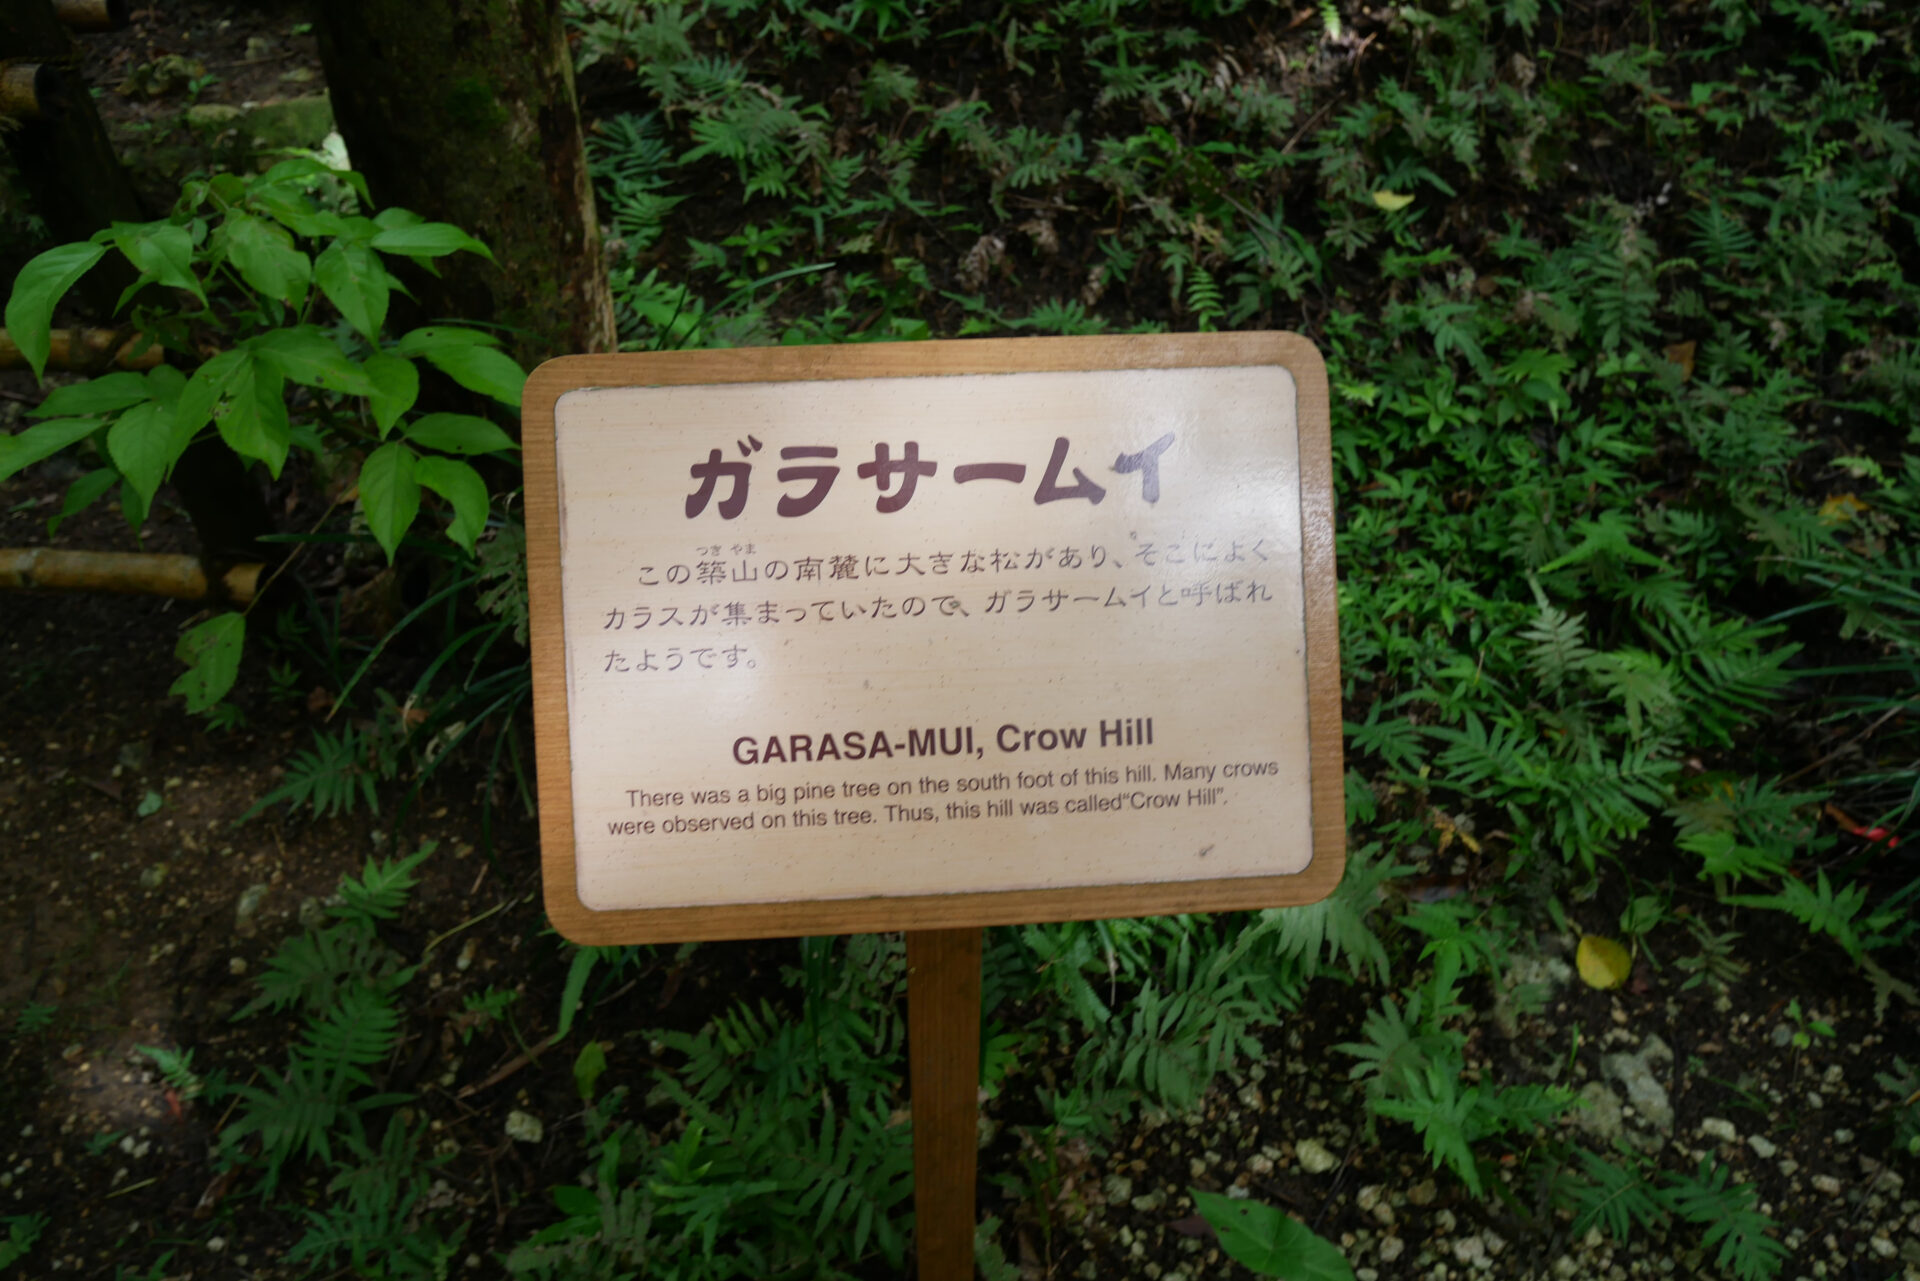 ガラサームイ
つき やま
この築山の南麓に大きな松があり、そこによく
カラスが集まっていたので、ガラサームイと呼ばれ
たようです。
GARASA-MUI, Crow Hill
There was a big pine tree on the south foot of this hill. Many crows
were observed on this tree. Thus, this hill was called“Crow Hill”.